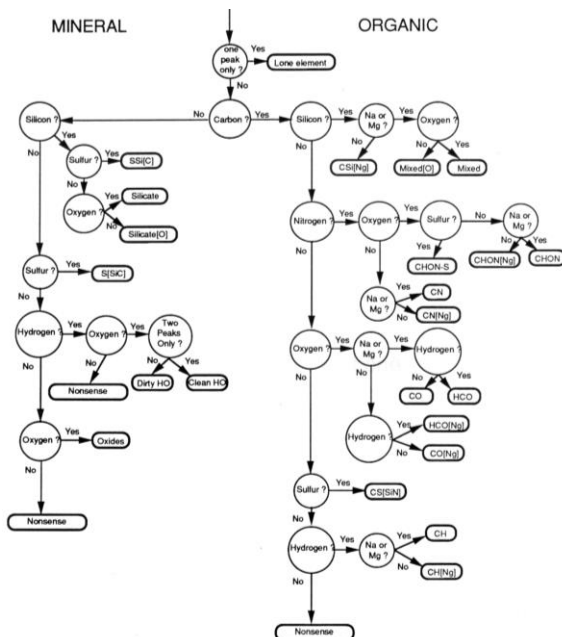 MINERAL
ORGANIC
one
peak
only ?
Yes
Lone element
No
Silicon ?
No
Carbon ?
Yes
Silicon ?
Yes
Na or
Mg ?
Yes
Oxygen ?
Yes
No
Sulfur ?
Yes
SSi[C]
No
No
CSi[Ng]
No
Mixed[O]
Yes
Mixed
No
Oxygen ?
Yes
Silicate
No
Silicate[O]
Nitrogen ?
Yes
Oxygen ?
Yes
Sulfur ?
No
Na or
Mg ?
No
No
Yes
CHON-S
No
CHON[Ng]
Yes
CHON
Sulfur ?
Yes
S[SiC]
No
Na or
Mg ?
Yes
CN
No
CN[Ng]
Hydrogen ?
Yes
Oxygen ?
Yes
Two
Peaks
Only ?
No
No
Nonsense
No
Dirty HO
Yes
Clean HO
Oxygen ?
Yes
Na or
Mg ?
Yes
Hydrogen ?
No
No
No
CO
Yes
HCO
Oxygen ?
Yes
Oxides
No
Nonsense
Hydrogen ?
Yes
HCO[Ng]
No
CO[Ng]
Sulfur ?
Yes
CS[SiN]
No
Hydrogen ?
Yes
Na or
Mg ?
Yes
CH
No
CH[Ng]
No
Nonsense